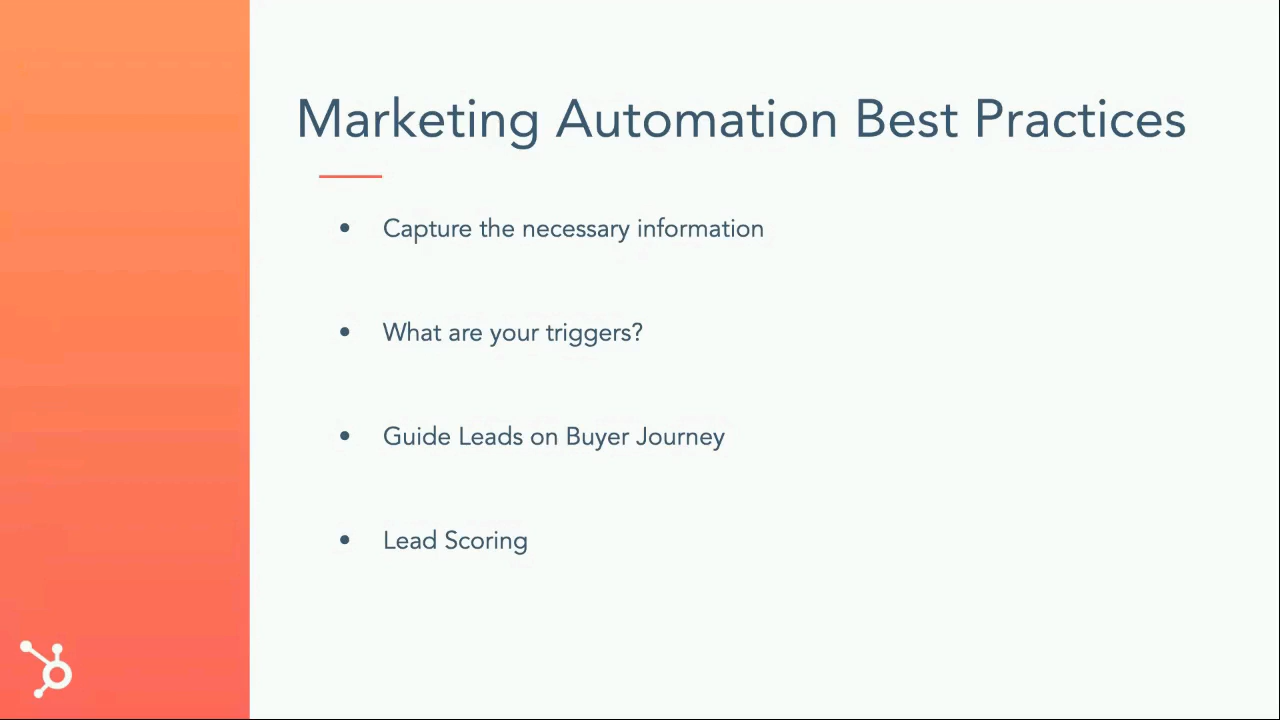 Marketing Automation Best Practices
• Capture the necessary information
• What are your triggers?
• Guide Leads on Buyer Journey
• Lead Scoring